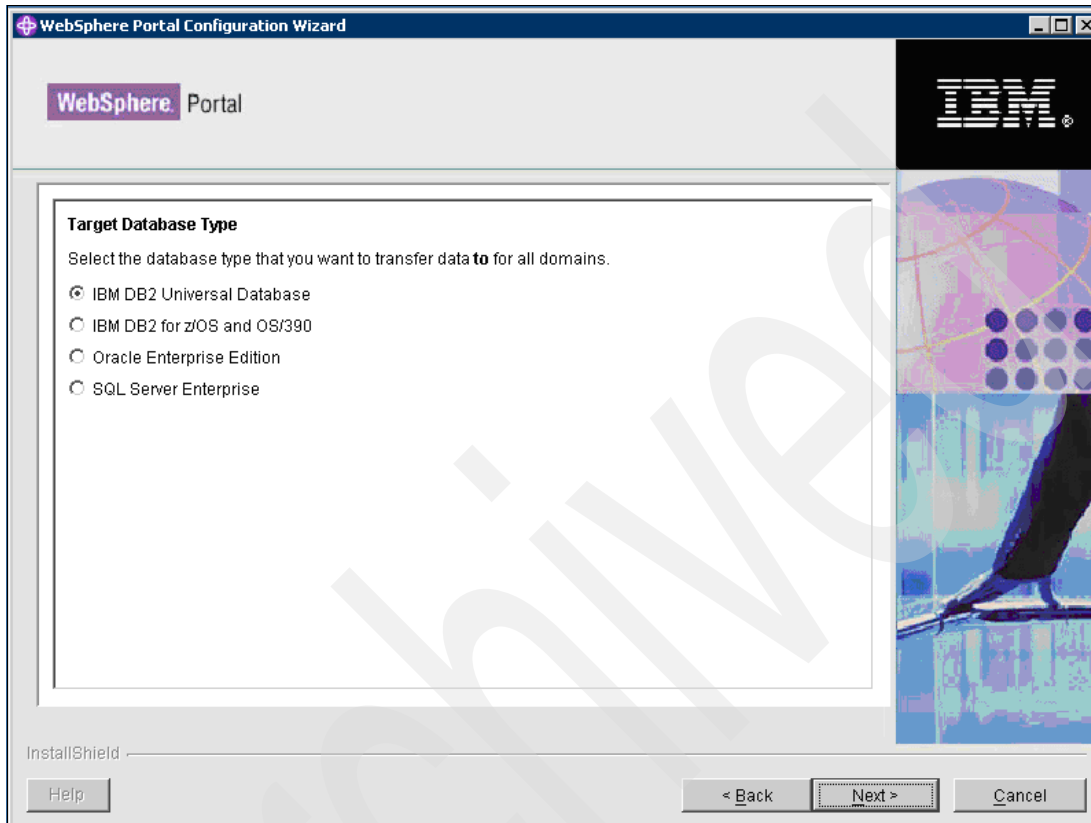 WebSphere Portal Configuration Wizard
WebSphere. Portal
IBM®
Target Database Type
Select the database type that you want to transfer data to for all domains.
IBM DB2 Universal Database
IBM DB2 for z/OS and OS/390
Oracle Enterprise Edition
SQL Server Enterprise
InstallShield
Help
< Back
Next >
Cancel